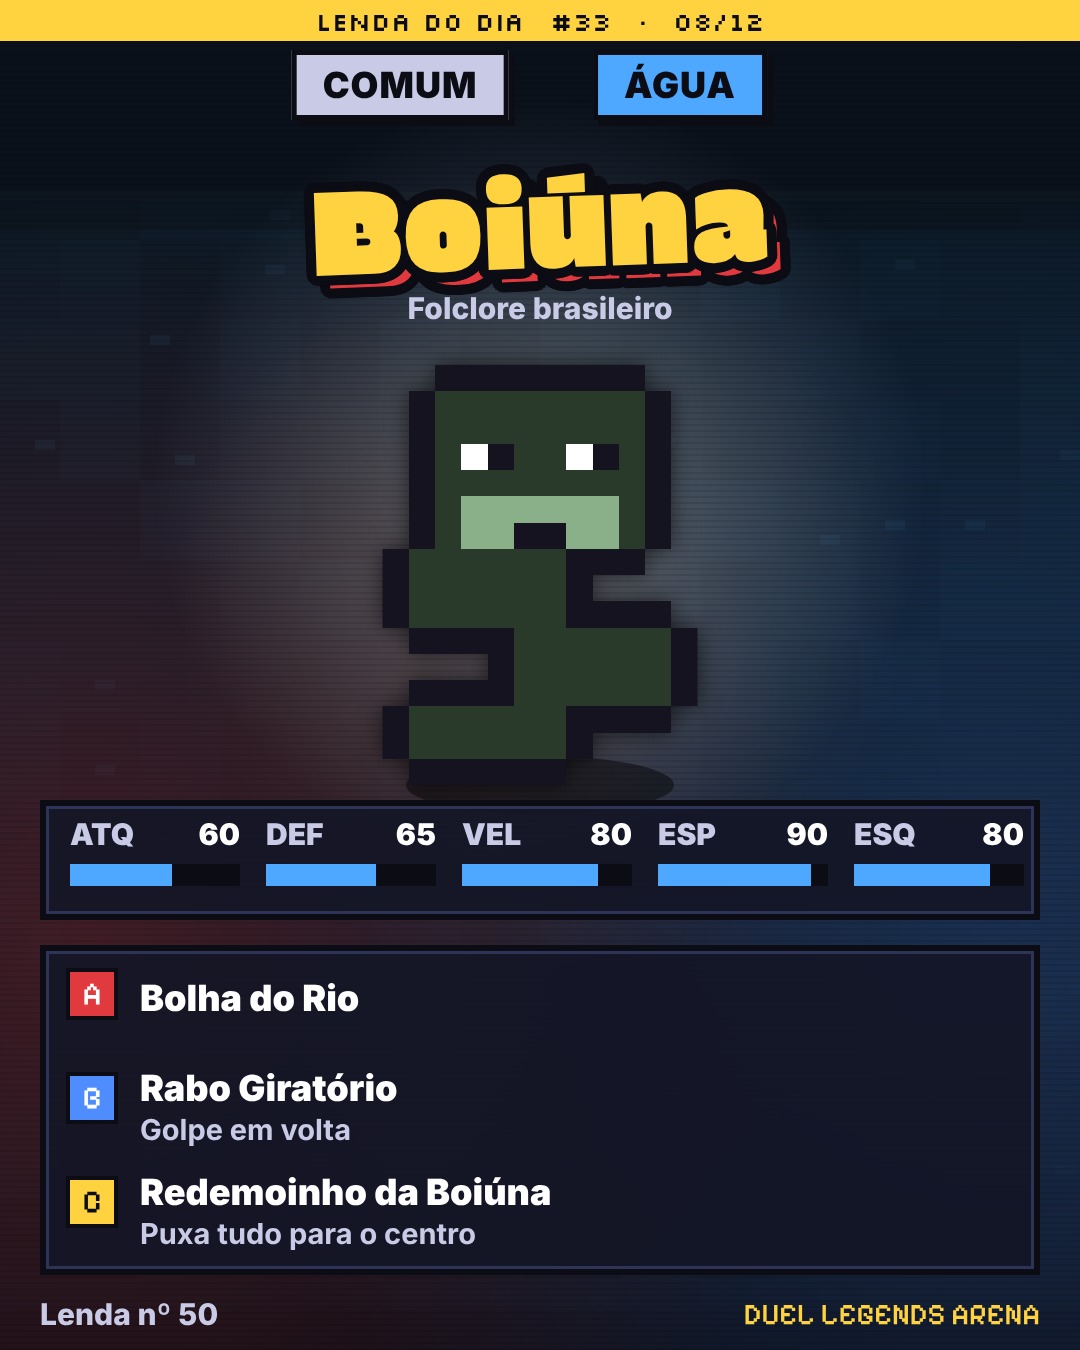 LENDA DO DIA #33 · 08/12
COMUM ÁGUA
Boiúna
Folclore brasileiro
ATQ 60 DEF 65 VEL 80 ESP 90 ESQ 80
A Bolha do Rio
B Rabo Giratório
Golpe em volta
C Redemoinho da Boiúna
Puxa tudo para o centro
Lenda nº 50 DUEL LEGENDS ARENA